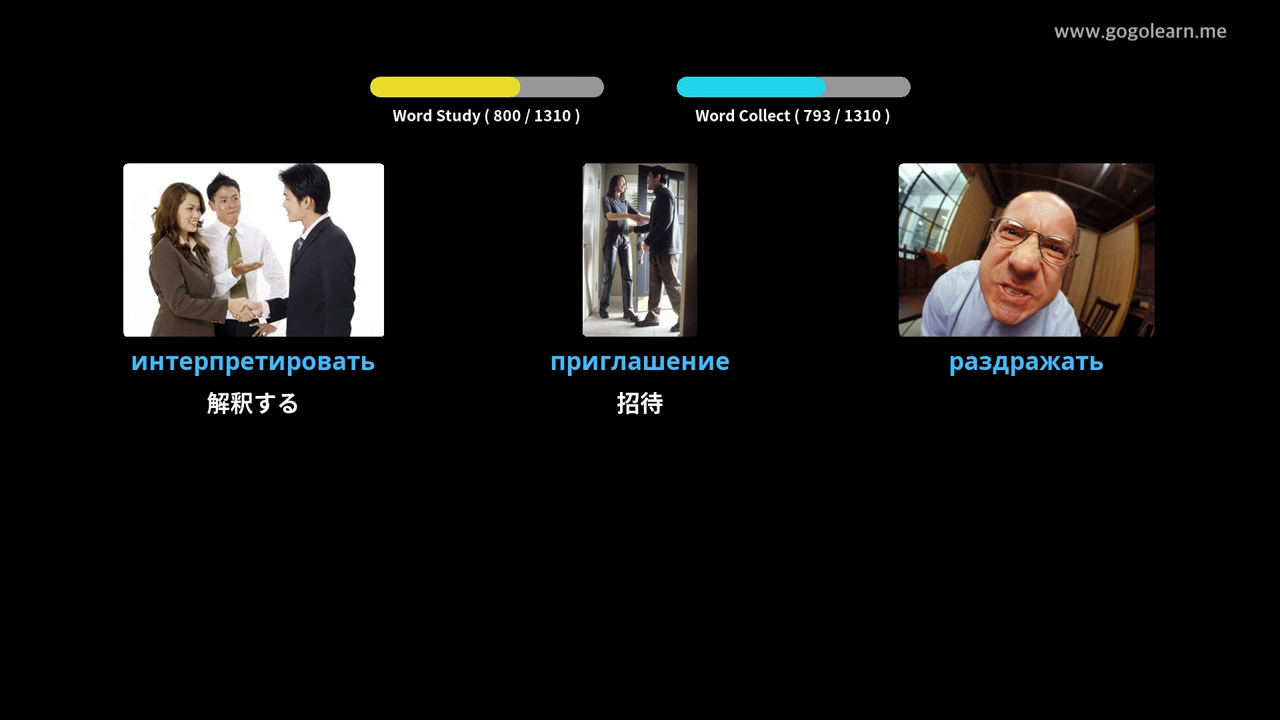 www.gogolearn.me
Word Study ( 800 / 1310 )
Word Collect ( 793 / 1310 )
интерпретировать
приглашение
раздражать
解釈する
招待